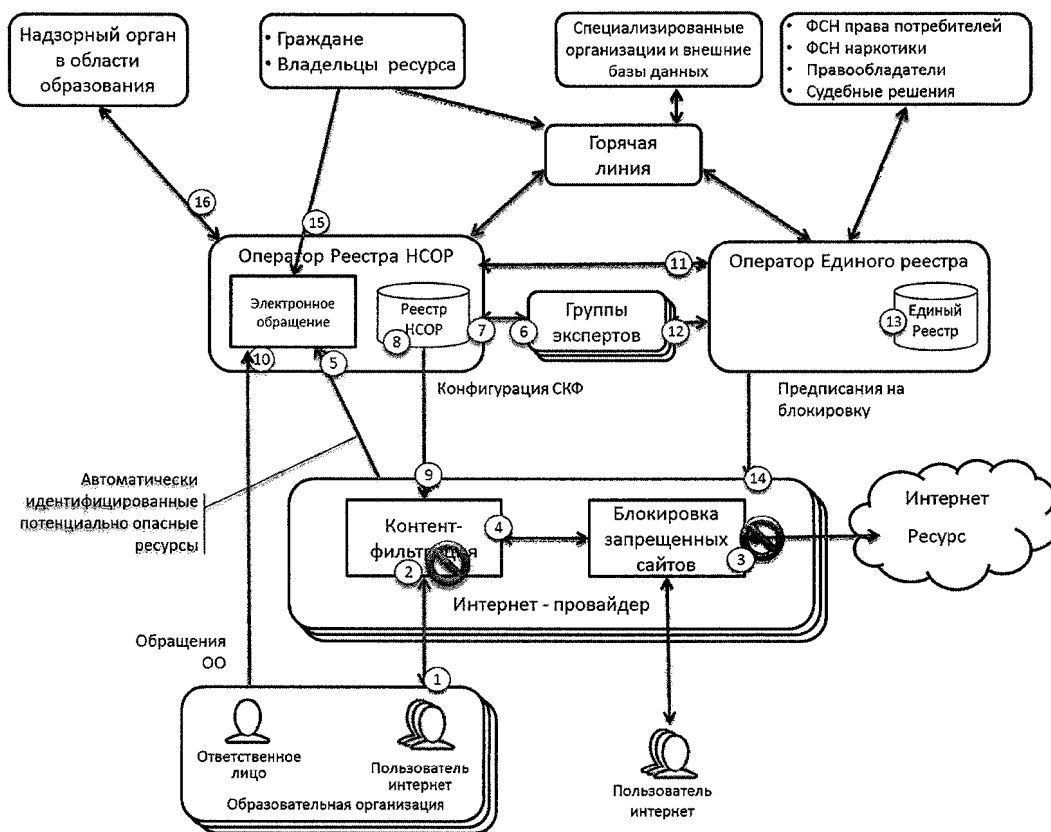 Надзорный орган
в области
образования
• Граждане
• Владельцы ресурса
Специализированные
организации и внешние
базы данных
• ФСН права потребителей
• ФСН наркотики
• Правообладатели
• Судебные решения
Горячая
линия
16
15
Оператор Реестра НСОР
11
Оператор Единого реестра
Электронное
обращение
Реестр
НСОР
8
7
6
Группы
экспертов
12
13
Единый
Реестр
10
5
Конфигурация СКФ
Предписания на
блокировку
Автоматически
идентифицированные
потенциально опасные
ресурсы
9
14
Контент-
фильтрация
2
4
Блокировка
запрещенных
сайтов
3
Интернет
Ресурс
Интернет - провайдер
Обращения
ОО
1
Ответственное
лицо
Пользователь
интернет
Образовательная организация
Пользователь
интернет